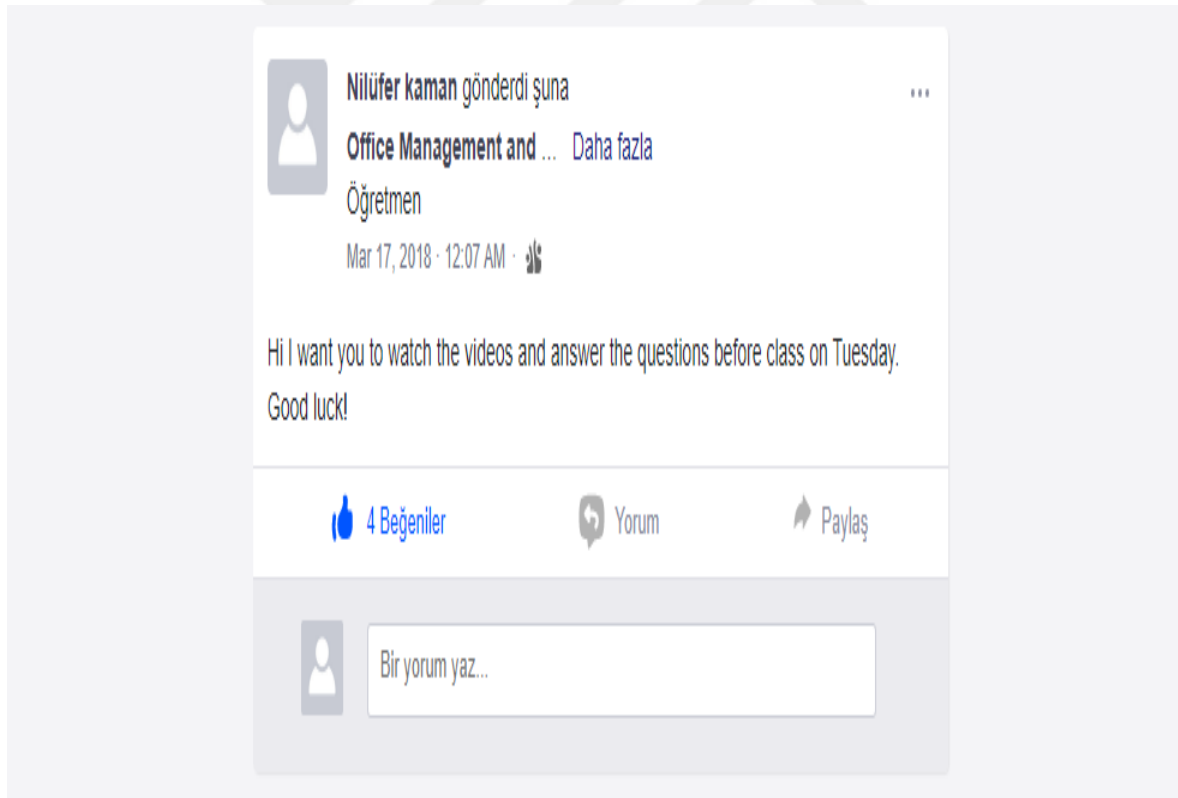 Nilüfer kaman gönderdi şuna
Office Management and ... Daha fazla
Öğretmen
Mar 17, 2018 · 12:07 AM ·
Hi I want you to watch the videos and answer the questions before class on Tuesday.
Good luck!
4 Beğeniler Yorum Paylaş
Bir yorum yaz...